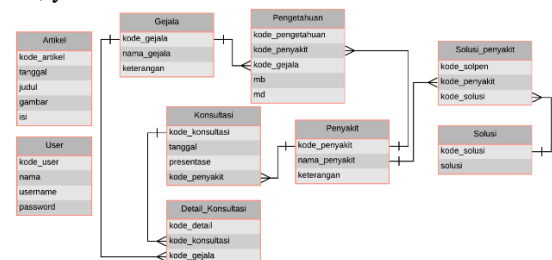 Artikel
kode_artikel
tanggal
judul
gambar
isi
User
kode_user
nama
username
password
Gejala
kode_gejala
nama_gejala
keterangan
Pengetahuan
kode_pengetahuan
kode_penyakit
kode_gejala
mb
md
Konsultasi
kode_konsultasi
tanggal
presentase
kode_penyakit
Detail_Konsultasi
kode_detail
kode_konsultasi
kode_gejala
Penyakit
kode_penyakit
nama_penyakit
keterangan
Solusi_penyakit
kode_solpen
kode_penyakit
kode_solusi
Solusi
kode_solusi
solusi